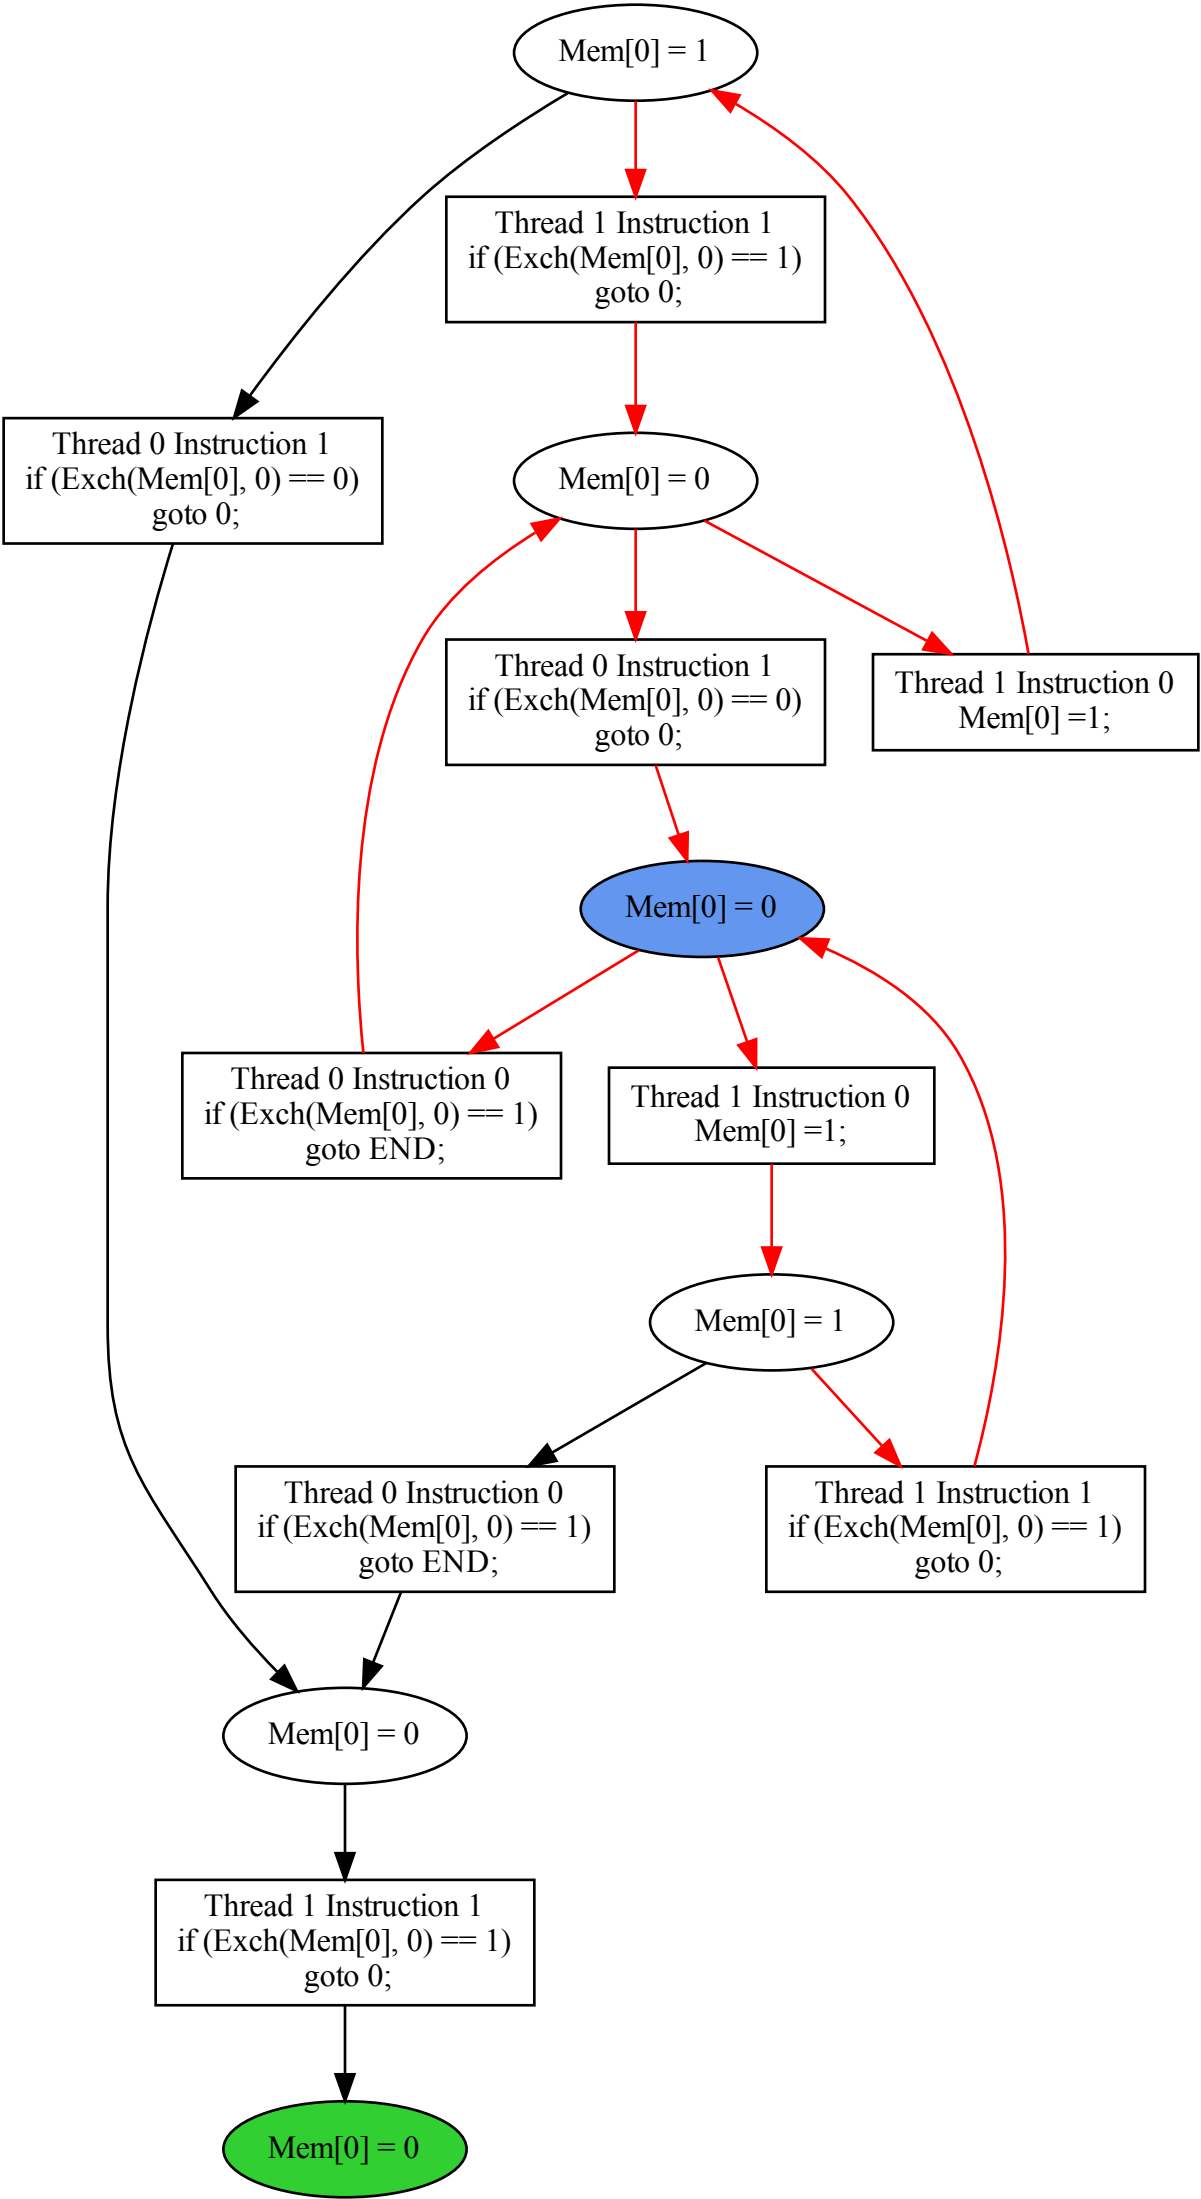 Mem[0] = 1
Thread 1 Instruction 1
if (Exch(Mem[0], 0) == 1)
goto 0;
Thread 0 Instruction 1
if (Exch(Mem[0], 0) == 0)
goto 0;
Mem[0] = 0
Thread 0 Instruction 1
if (Exch(Mem[0], 0) == 0)
goto 0;
Thread 1 Instruction 0
Mem[0] =1;
Mem[0] = 0
Thread 0 Instruction 0
if (Exch(Mem[0], 0) == 1)
goto END;
Thread 1 Instruction 0
Mem[0] =1;
Mem[0] = 1
Thread 0 Instruction 0
if (Exch(Mem[0], 0) == 1)
goto END;
Thread 1 Instruction 1
if (Exch(Mem[0], 0) == 1)
goto 0;
Mem[0] = 0
Thread 1 Instruction 1
if (Exch(Mem[0], 0) == 1)
goto 0;
Mem[0] = 0